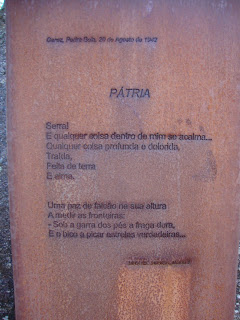 Gerez, Pedra Bela, 20 de Agosto de 1942
PÁTRIA
Serra!
E qualquer coisa dentro de mim se acalma...
Qualquer coisa profunda e dolorida,
Traída,
Feita de terra
E alma.
Uma paz de falcão na sua altura
A medir as fronteiras:
- Sob a garra dos pés a fraga dura,
E o bico a picar estrelas verdadeiras...